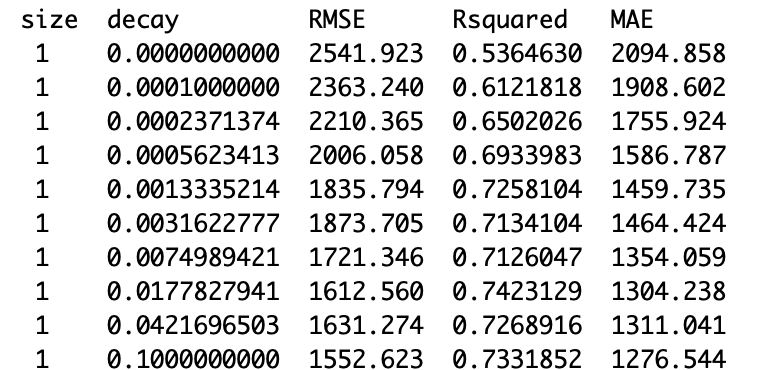 size decay RMSE Rsquared MAE
1 0.0000000000 2541.923 0.5364630 2094.858
1 0.0001000000 2363.240 0.6121818 1908.602
1 0.0002371374 2210.365 0.6502026 1755.924
1 0.0005623413 2006.058 0.6933983 1586.787
1 0.0013335214 1835.794 0.7258104 1459.735
1 0.0031622777 1873.705 0.7134104 1464.424
1 0.0074989421 1721.346 0.7126047 1354.059
1 0.0177827941 1612.560 0.7423129 1304.238
1 0.0421696503 1631.274 0.7268916 1311.041
1 0.1000000000 1552.623 0.7331852 1276.544